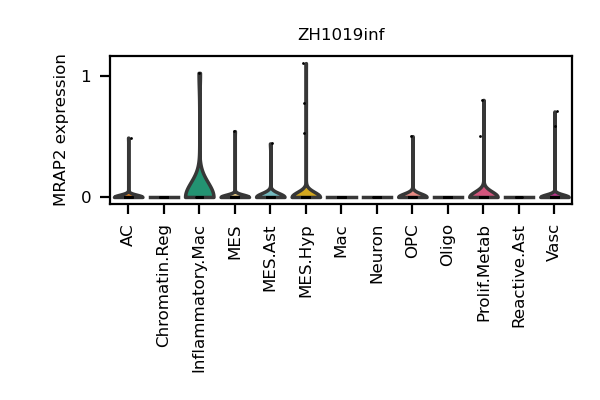 ZH1019inf
MRAP2 expression
1
0
AC
Chromatin.Reg
Inflammatory.Mac
MES
MES.Ast
MES.Hyp
Mac
Neuron
OPC
Oligo
Prolif.Metab
Reactive.Ast
Vasc